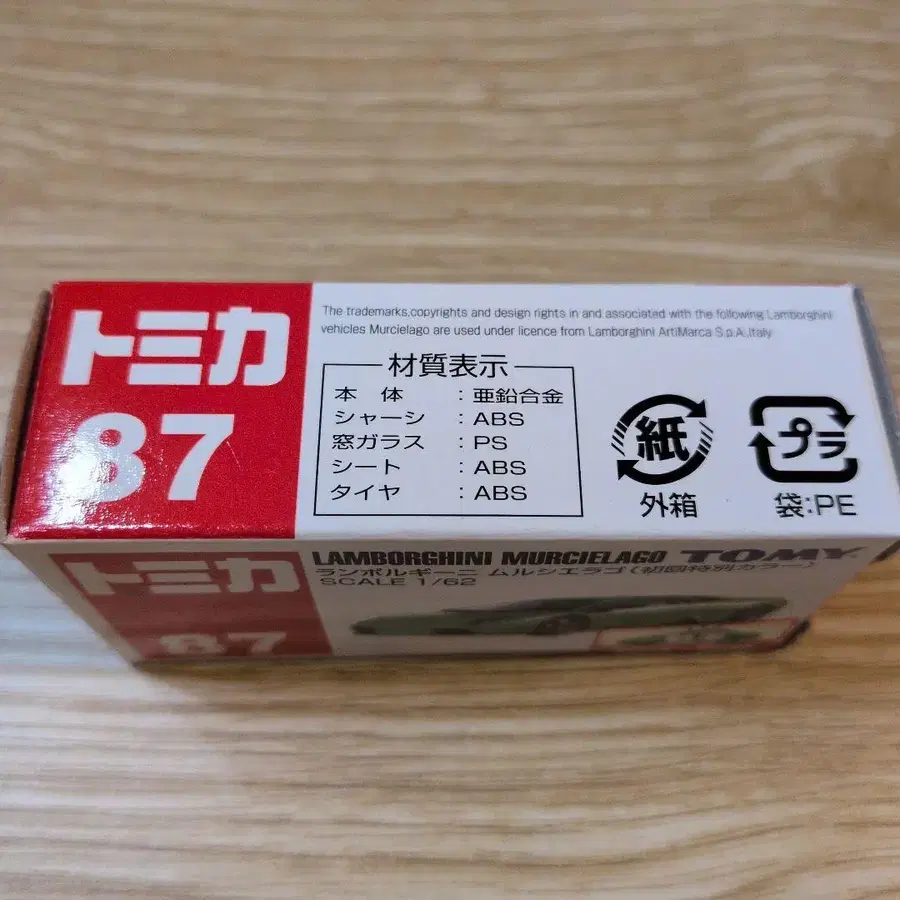 トミカ
87
The trademarks,copyrights and design rights in and associated with the following Lamborghini
vehicles Murcielago are used under licence from Lamborghini ArtiMarca S.p.A.,Italy
材質表示
本体 : 亜鉛合金
シャーシ : ABS
窓ガラス : PS
シート : ABS
タイヤ : ABS
紙
外箱
プラ
袋:PE
トミカ
87
LAMBORGHINI MURCIELAGO TOMY
ランボルギーニ ムルシエラゴ(初回特別カラー)
SCALE 1/62